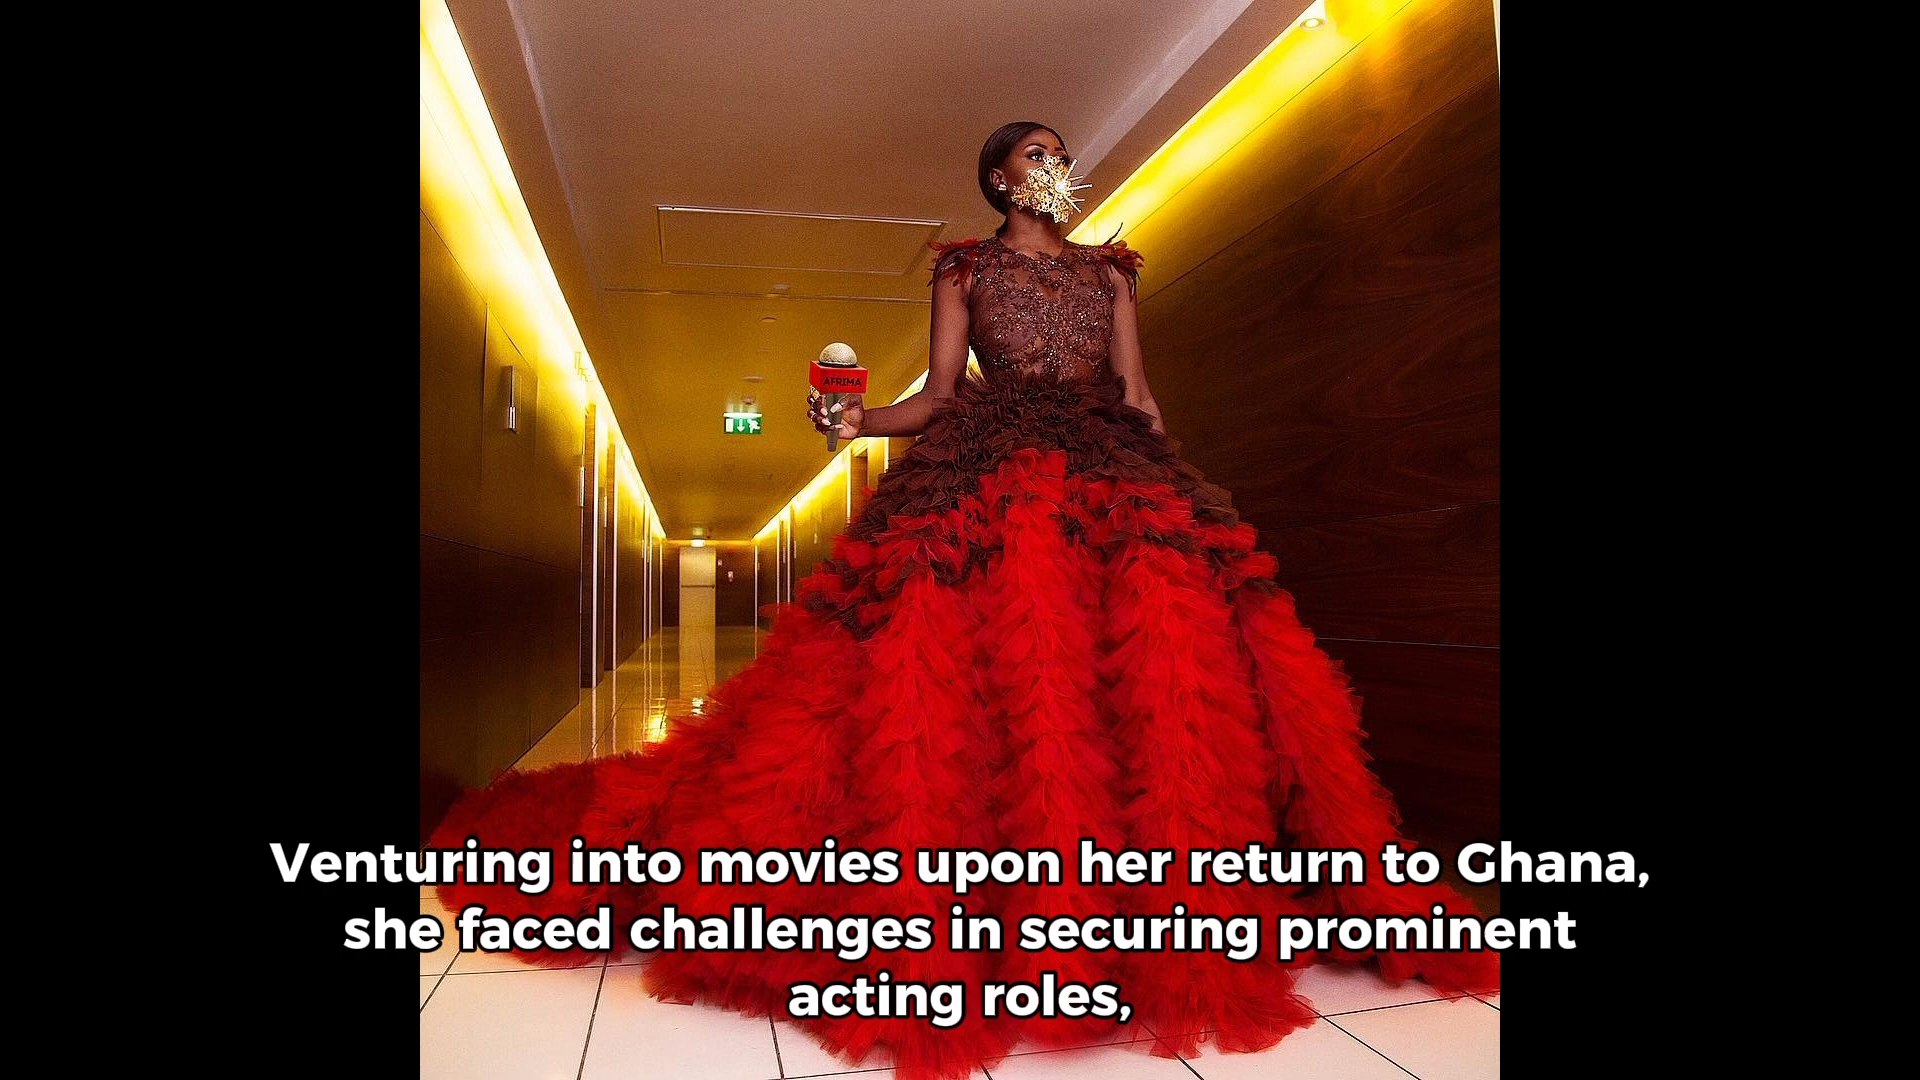 AFRIMA
Venturing into movies upon her return to Ghana,
she faced challenges in securing prominent
acting roles,